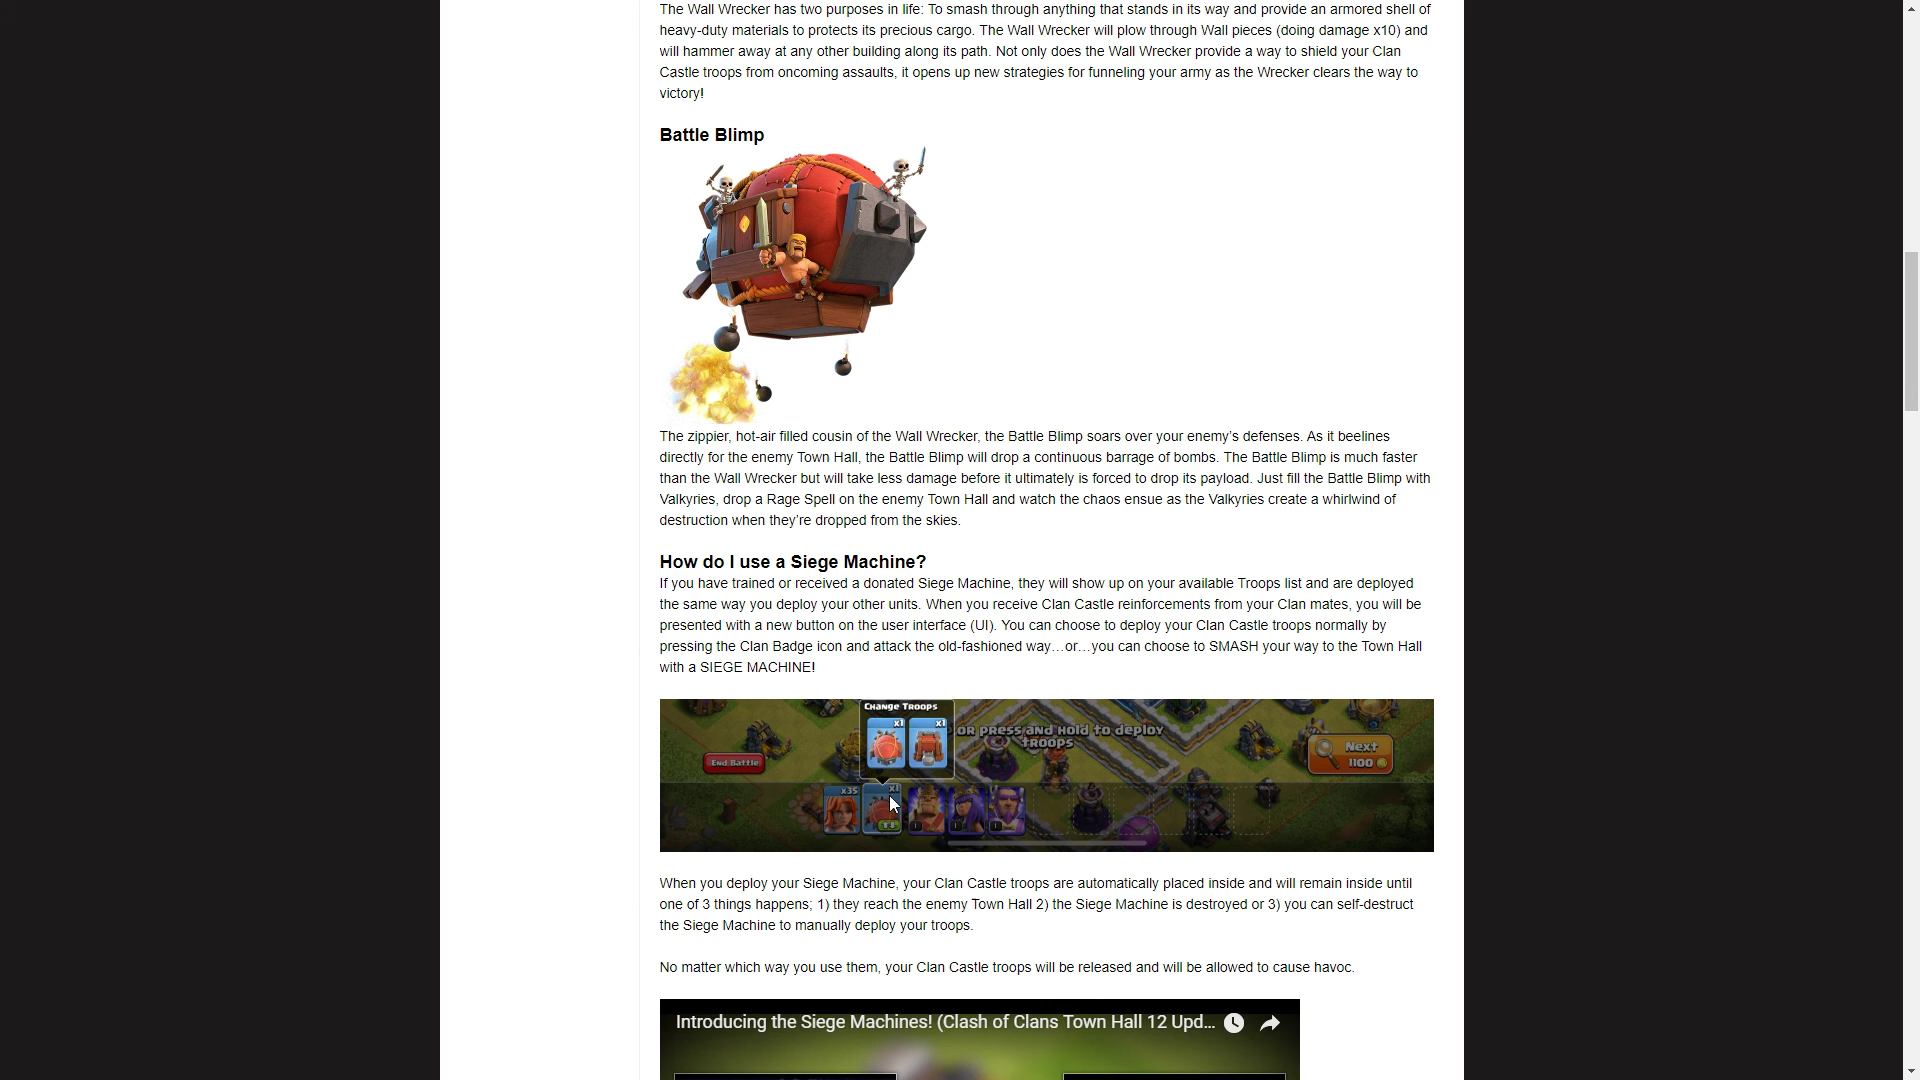 The Wall Wrecker has two purposes in life: To smash through anything that stands in its way and provide an armored shell of
heavy-duty materials to protects its precious cargo. The Wall Wrecker will plow through Wall pieces (doing damage x10) and
will hammer away at any other building along its path. Not only does the Wall Wrecker provide a way to shield your Clan
Castle troops from oncoming assaults, it opens up new strategies for funneling your army as the Wrecker clears the way to
victory!
Battle Blimp
The zippier, hot-air filled cousin of the Wall Wrecker, the Battle Blimp soars over your enemy's defenses. As it beelines
directly for the enemy Town Hall, the Battle Blimp will drop a continuous barrage of bombs. The Battle Blimp is much faster
than the Wall Wrecker but will take less damage before it ultimately is forced to drop its payload. Just fill the Battle Blimp with
Valkyries, drop a Rage Spell on the enemy Town Hall and watch the chaos ensue as the Valkyries create a whirlwind of
destruction when they're dropped from the skies.
How do I use a Siege Machine?
If you have trained or received a donated Siege Machine, they will show up on your available Troops list and are deployed
the same way you deploy your other units. When you receive Clan Castle reinforcements from your Clan mates, you will be
presented with a new button on the user interface (UI). You can choose to deploy your Clan Castle troops normally by
pressing the Clan Badge icon and attack the old-fashioned way…or…you can choose to SMASH your way to the Town Hall
with a SIEGE MACHINE!
Change Troops
x1 x1
or press and hold to deploy
troops
End Battle
Next
1100
x35 x1
When you deploy your Siege Machine, your Clan Castle troops are automatically placed inside and will remain inside until
one of 3 things happens; 1) they reach the enemy Town Hall 2) the Siege Machine is destroyed or 3) you can self-destruct
the Siege Machine to manually deploy your troops.
No matter which way you use them, your Clan Castle troops will be released and will be allowed to cause havoc.
Introducing the Siege Machines! (Clash of Clans Town Hall 12 Upd...